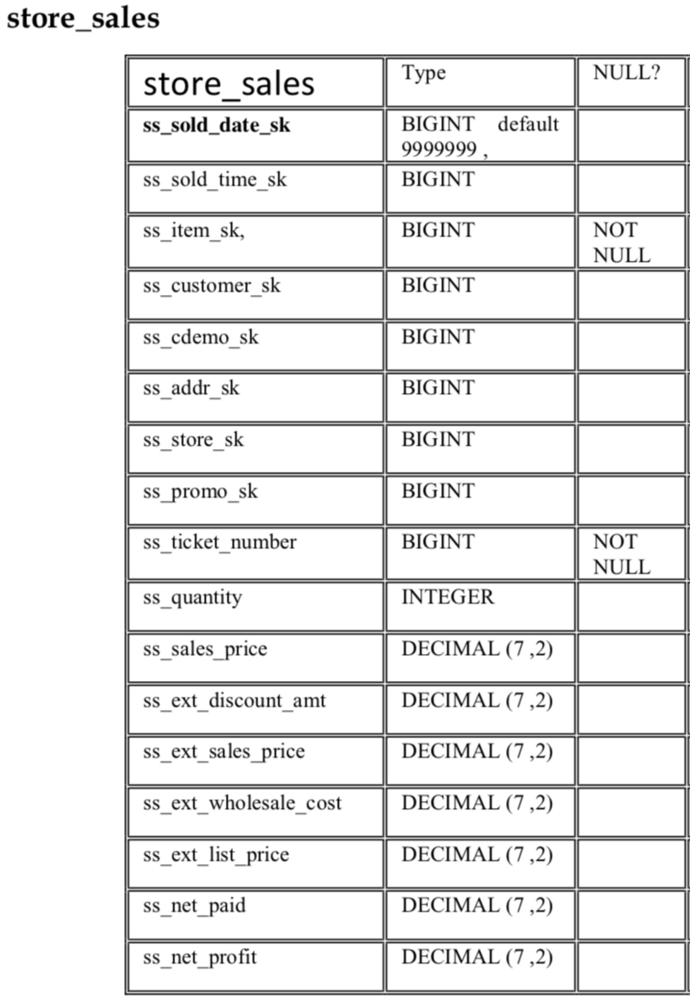 store_sales
store_sales Type NULL?
ss_sold_date_sk BIGINT default
9999999 ,
ss_sold_time_sk BIGINT
ss_item_sk, BIGINT NOT
NULL
ss_customer_sk BIGINT
ss_cdemo_sk BIGINT
ss_addr_sk BIGINT
ss_store_sk BIGINT
ss_promo_sk BIGINT
ss_ticket_number BIGINT NOT
NULL
ss_quantity INTEGER
ss_sales_price DECIMAL (7 ,2)
ss_ext_discount_amt DECIMAL (7 ,2)
ss_ext_sales_price DECIMAL (7 ,2)
ss_ext_wholesale_cost DECIMAL (7 ,2)
ss_ext_list_price DECIMAL (7 ,2)
ss_net_paid DECIMAL (7 ,2)
ss_net_profit DECIMAL (7 ,2)